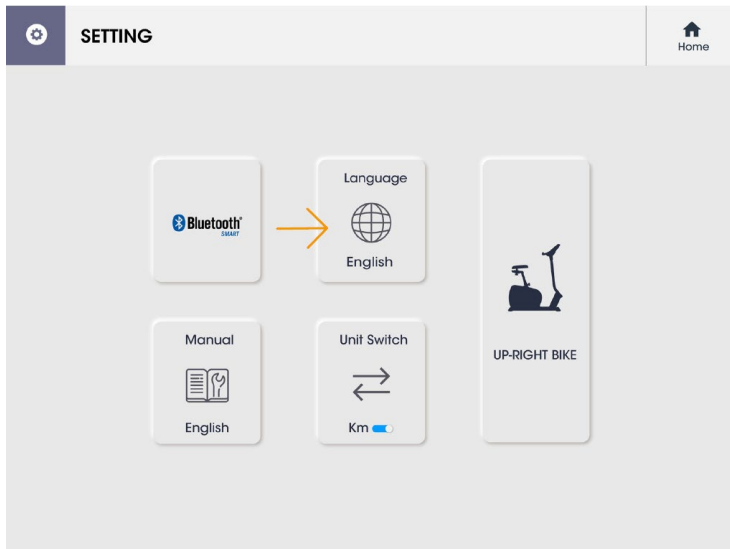 SETTING
Home
Bluetooth®
SMART
Language
English
Manual
English
Unit Switch
Km
UP-RIGHT BIKE